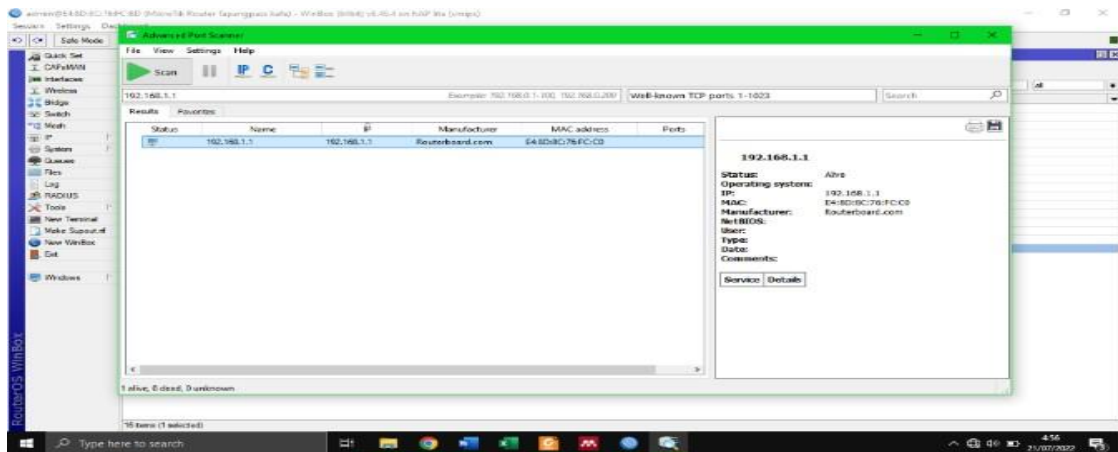 Safe Mode
Advanced Port Scanner
File View Settings Help
Scan
IP C
192.168.1.1
Well-known TCP ports 1-1023
Search
Results Favorites
Status Name IP Manufacturer MAC address Ports
192.168.1.1 192.168.1.1 Routerboard.com E4:8D:8C:76:FC:C0
192.168.1.1
Status: Alive
Operating system:
IP: 192.168.1.1
MAC: E4:8D:8C:76:FC:C0
Manufacturer: Routerboard.com
NetBIOS:
User:
Type:
Date:
Comments:
Service Details
1 alive, 0 dead, 0 unknown
Quick Set
CAPsMAN
Interfaces
Wireless
Bridge
Switch
Mesh
IP
System
Queues
Files
Log
RADIUS
Tools
New Terminal
Make Supout.rif
New WinBox
Exit
Windows
RouterOS WinBox
16 items (1 selected)
Type here to search
4:56
21/07/2022